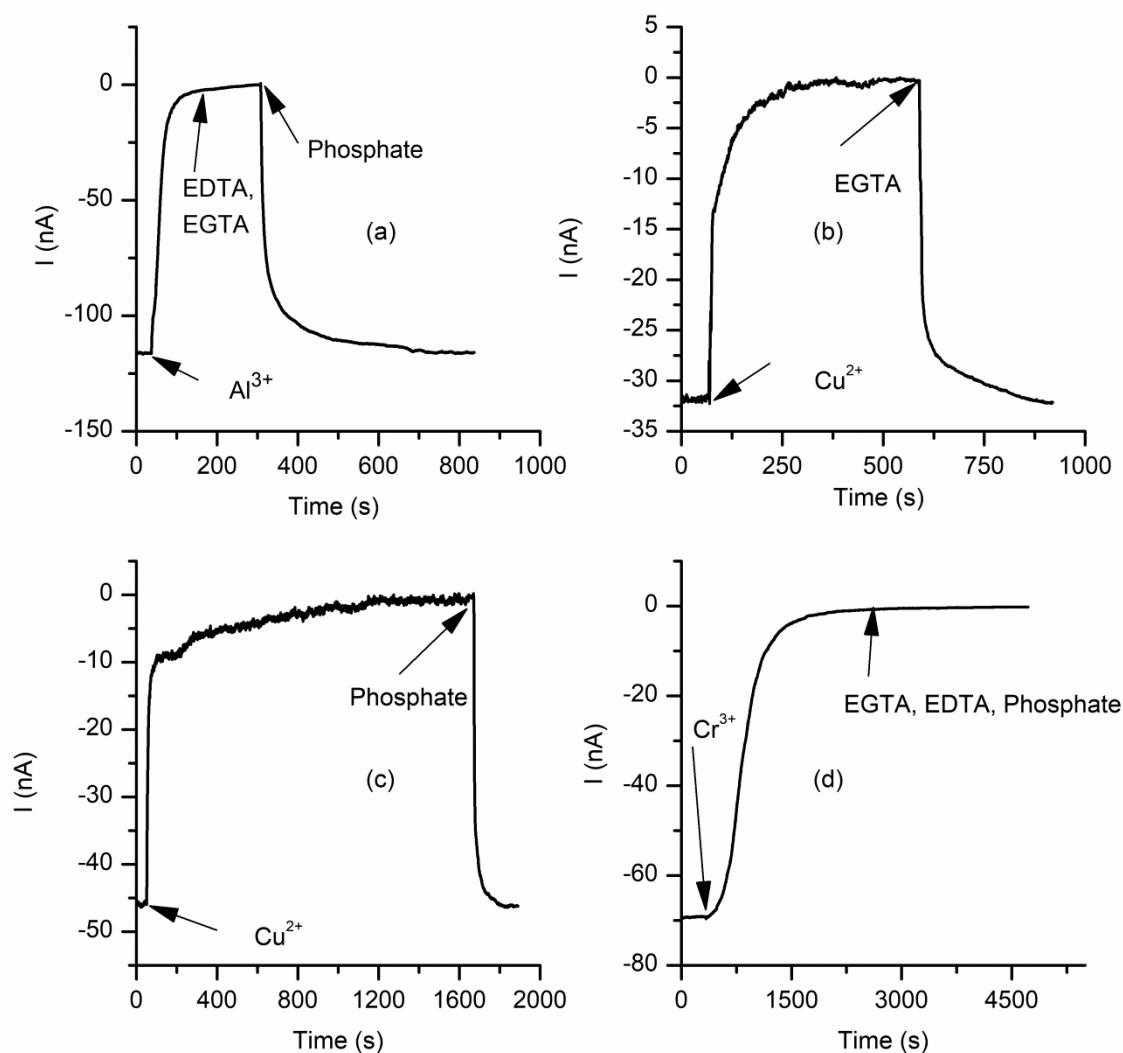 0
-50
-100
-150
I (nA)
EDTA,
EGTA
Phosphate
(a)
Al³⁺
0 200 400 600 800 1000
Time (s)
5
0
-5
-10
-15
-20
-25
-30
-35
I (nA)
EGTA
(b)
Cu²⁺
0 250 500 750 1000
Time (s)
0
-10
-20
-30
-40
-50
I (nA)
Phosphate
(c)
Cu²⁺
0 400 800 1200 1600 2000
Time (s)
0
-20
-40
-60
-80
I (nA)
EGTA, EDTA, Phosphate
Cr³⁺
(d)
0 1500 3000 4500
Time (s)